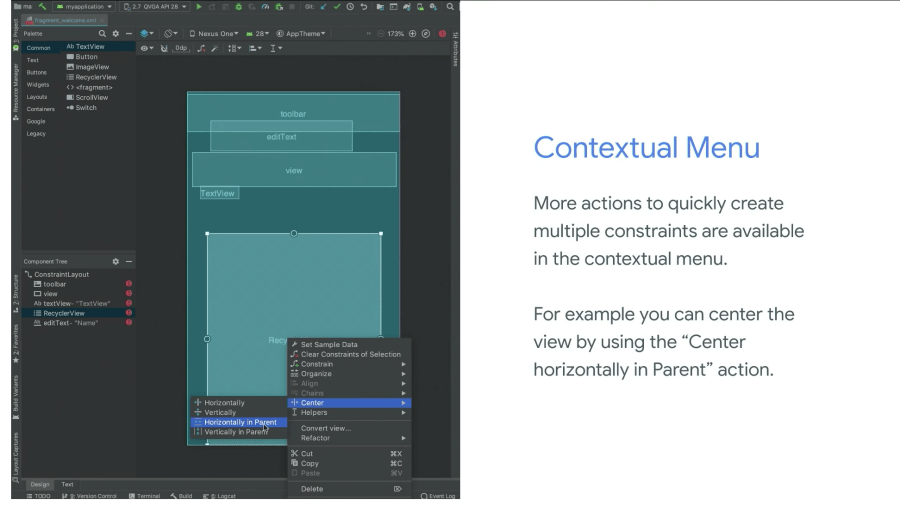 ma
myapplication
2.7 QVGA API 28
Git:
fragment_welcome.xml
Palette
Nexus One
28
AppTheme
173%
Attributes
Project
Resource Manager
Common
Ab TextView
Button
Text
ImageView
Buttons
RecyclerView
Widgets
<> <fragment>
Layouts
ScrollView
Containers
Switch
Google
Legacy
0dp
toolbar
editText
view
TextView
Component Tree
ConstraintLayout
toolbar
view
Ab textView- "TextView"
RecyclerView
Ab editText- "Name"
Z: Structure
2: Favorites
Build Variants
Layout Captures
Recy
Set Sample Data
Clear Constraints of Selection
Constrain
Organize
Align
Chains
Center
Helpers
Convert view...
Refactor
Cut ⌘X
Copy ⌘C
Paste ⌘V
Delete
Horizontally
Vertically
Horizontally in Parent
Vertically in Parent
Design
Text
TODO
9: Version Control
Terminal
Build
6: Logcat
Event Log
Contextual Menu
More actions to quickly create
multiple constraints are available
in the contextual menu.
For example you can center the
view by using the “Center
horizontally in Parent” action.